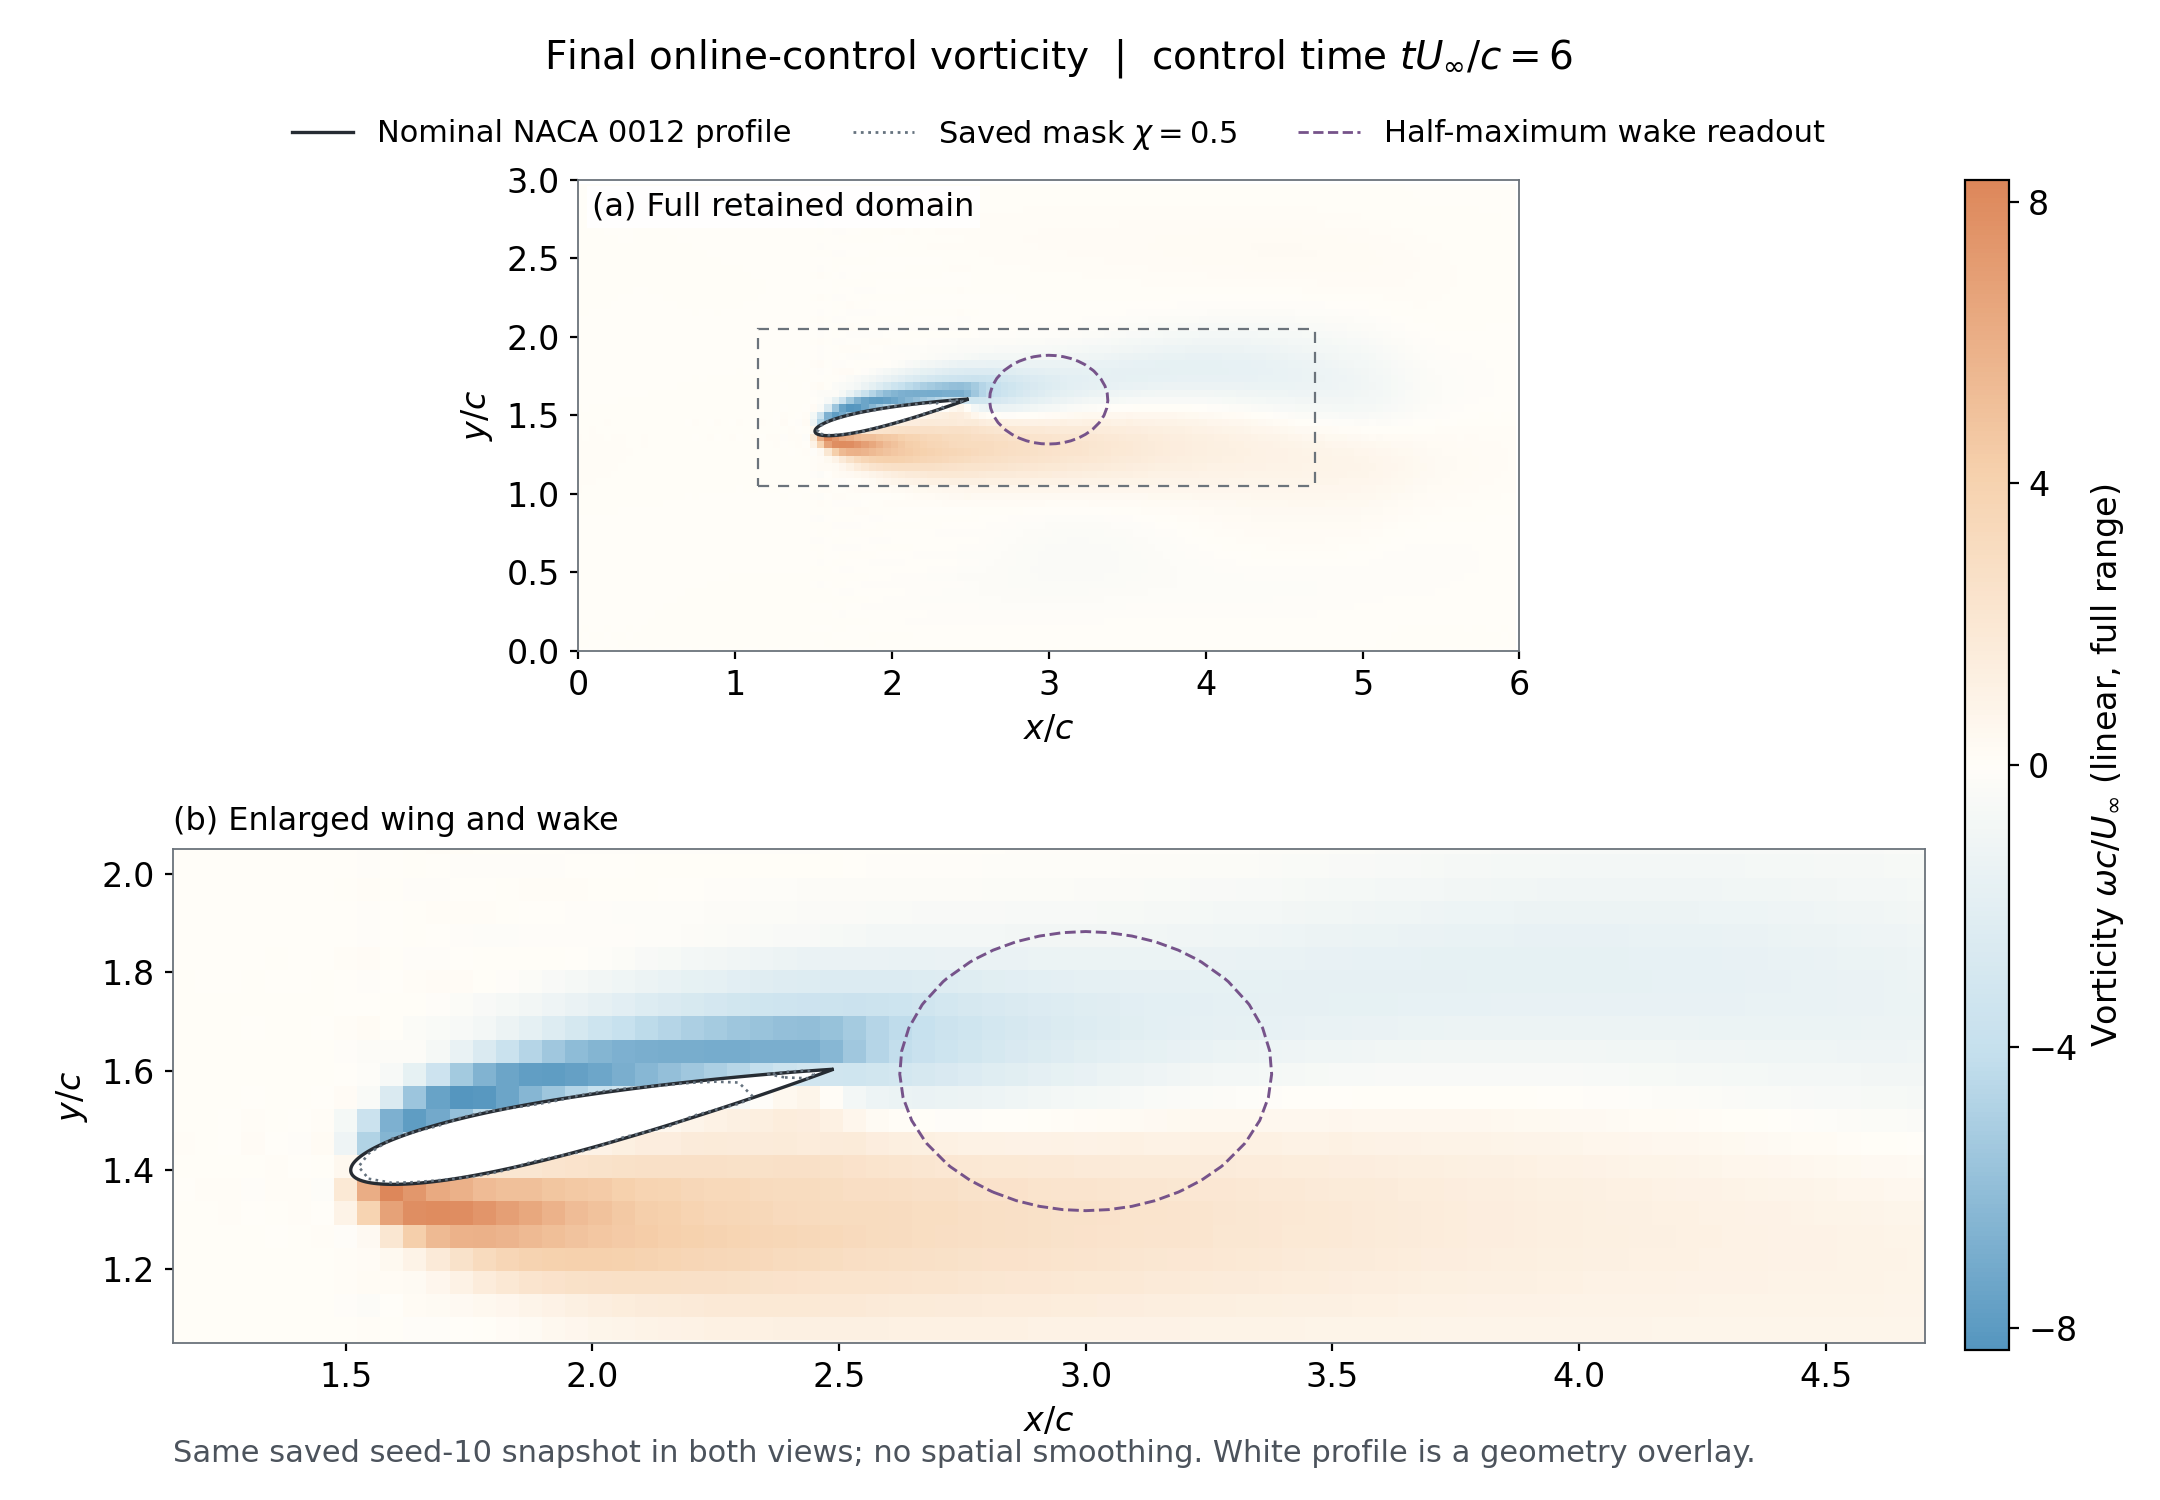 Final online-control vorticity | control time tU∞/c = 6
Nominal NACA 0012 profile
Saved mask χ = 0.5
Half-maximum wake readout
(a) Full retained domain
3.0
2.5
2.0
1.5
1.0
0.5
0.0
y/c
0 1 2 3 4 5 6
x/c
(b) Enlarged wing and wake
2.0
1.8
1.6
1.4
1.2
y/c
1.5 2.0 2.5 3.0 3.5 4.0 4.5
x/c
8
4
0
−4
−8
Vorticity ωc/U∞ (linear, full range)
Same saved seed-10 snapshot in both views; no spatial smoothing. White profile is a geometry overlay.